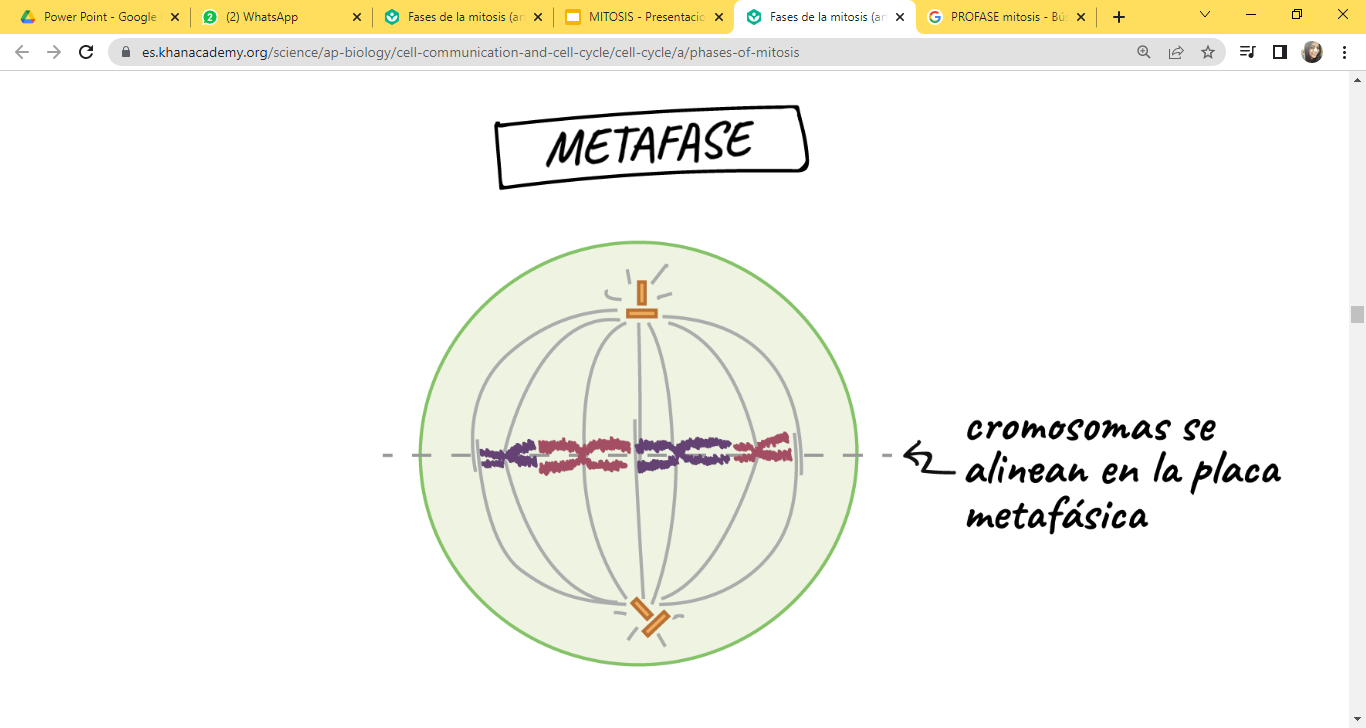 Power Point - Google
(2) WhatsApp
Fases de la mitosis (ar
MITOSIS - Presentacio
Fases de la mitosis (ar
PROFASE mitosis - Bús
es.khanacademy.org/science/ap-biology/cell-communication-and-cell-cycle/cell-cycle/a/phases-of-mitosis
METAFASE
cromosomas se
alinean en la placa
metafásica